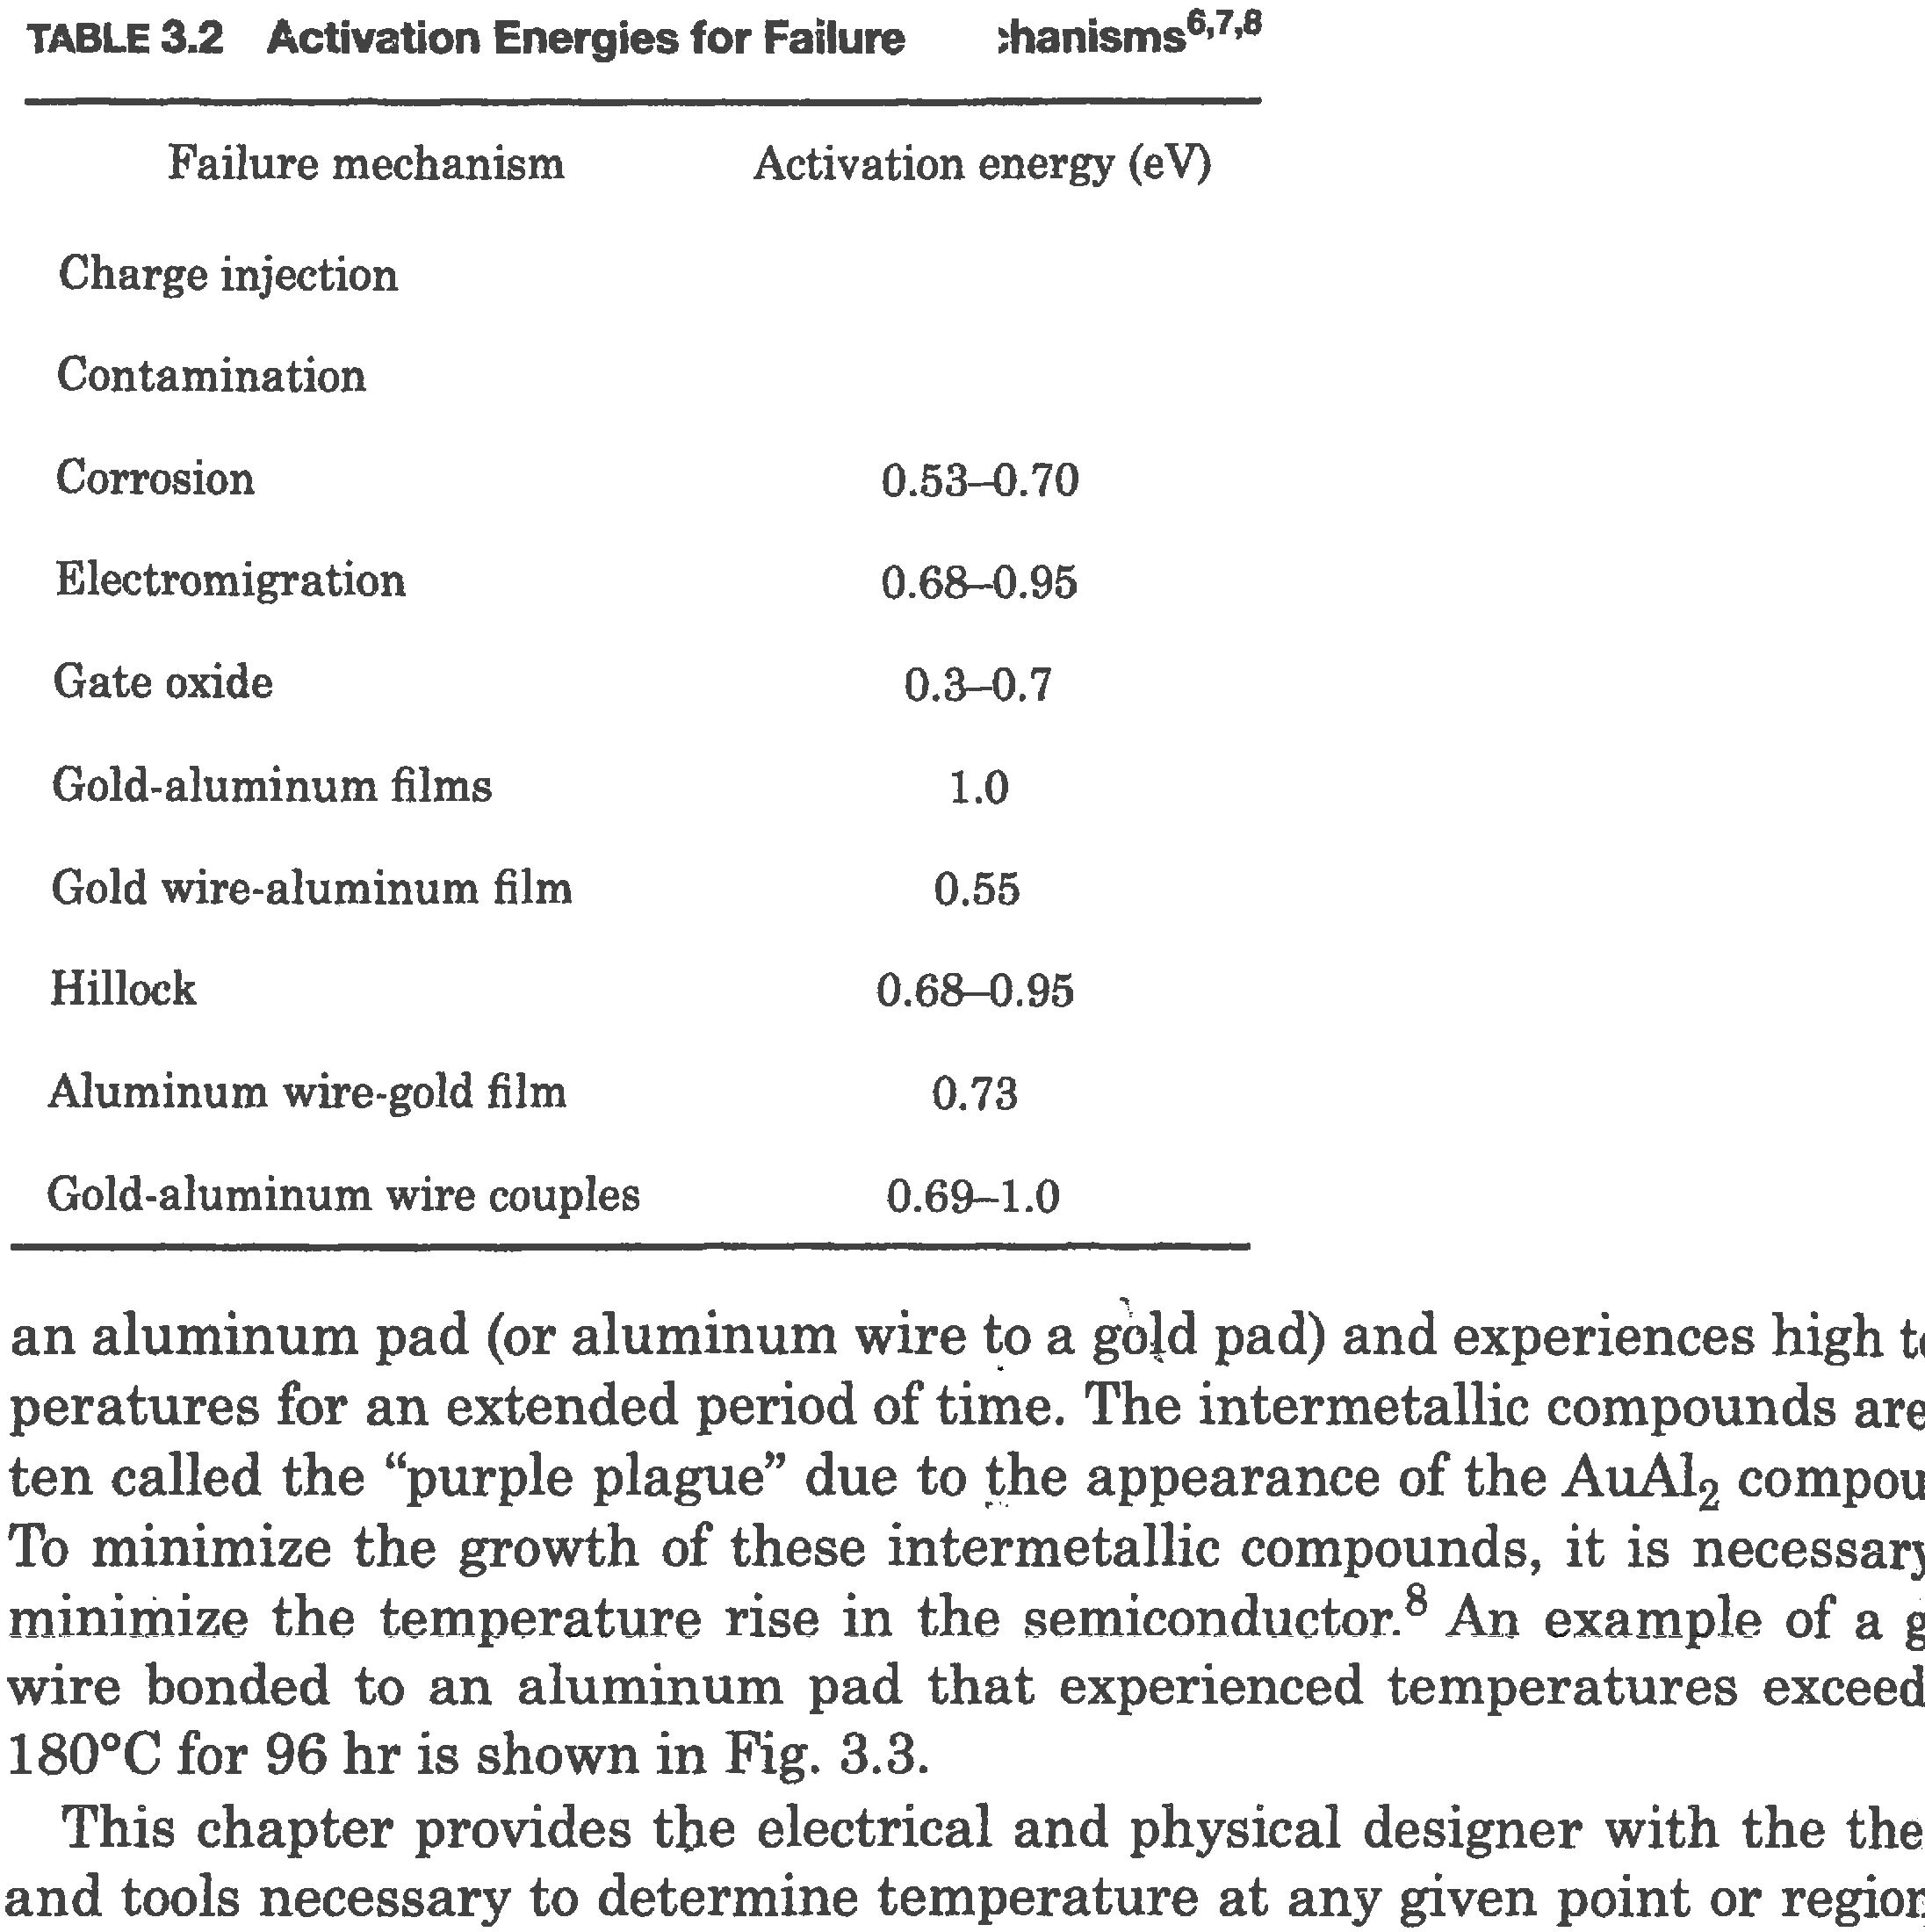 TABLE 3.2 Activation Energies for Failure :hanisms6,7,8
Failure mechanism Activation energy (eV)
Charge injection
Contamination
Corrosion 0.53–0.70
Electromigration 0.68–0.95
Gate oxide 0.3–0.7
Gold-aluminum films 1.0
Gold wire-aluminum film 0.55
Hillock 0.68–0.95
Aluminum wire-gold film 0.73
Gold-aluminum wire couples 0.69–1.0
an aluminum pad (or aluminum wire to a gold pad) and experiences high te
peratures for an extended period of time. The intermetallic compounds are
ten called the “purple plague” due to the appearance of the AuAl₂ compou
To minimize the growth of these intermetallic compounds, it is necessary
minimize the temperature rise in the semiconductor.⁸ An example of a g
wire bonded to an aluminum pad that experienced temperatures exceed
180°C for 96 hr is shown in Fig. 3.3.
This chapter provides the electrical and physical designer with the the
and tools necessary to determine temperature at any given point or region